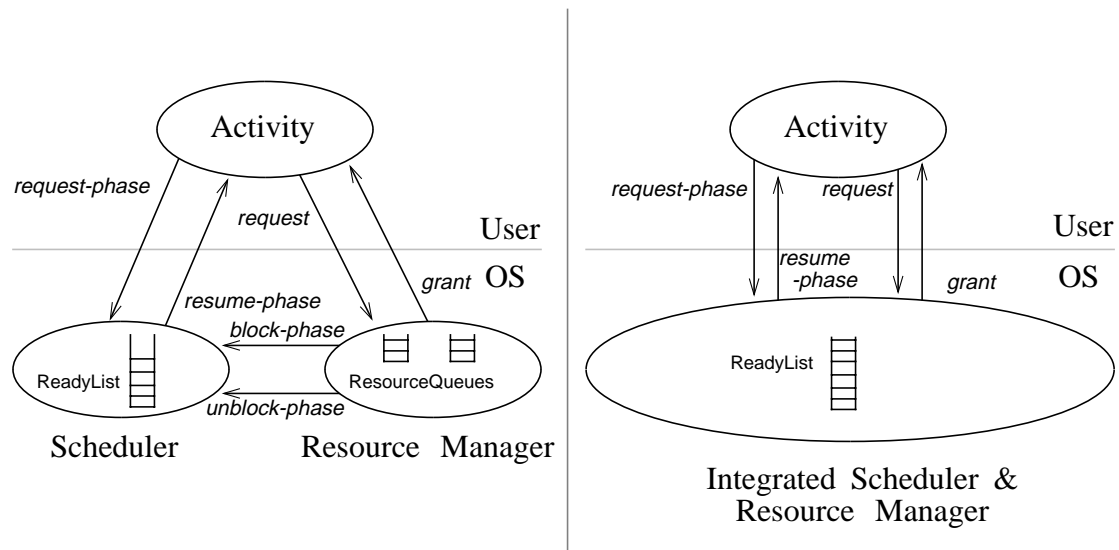 Activity
request-phase
request
User
OS
grant
resume-phase
block-phase
ReadyList
ResourceQueues
unblock-phase
Scheduler
Resource Manager
Activity
request-phase
request
User
OS
resume
-phase
grant
ReadyList
Integrated Scheduler &
Resource Manager